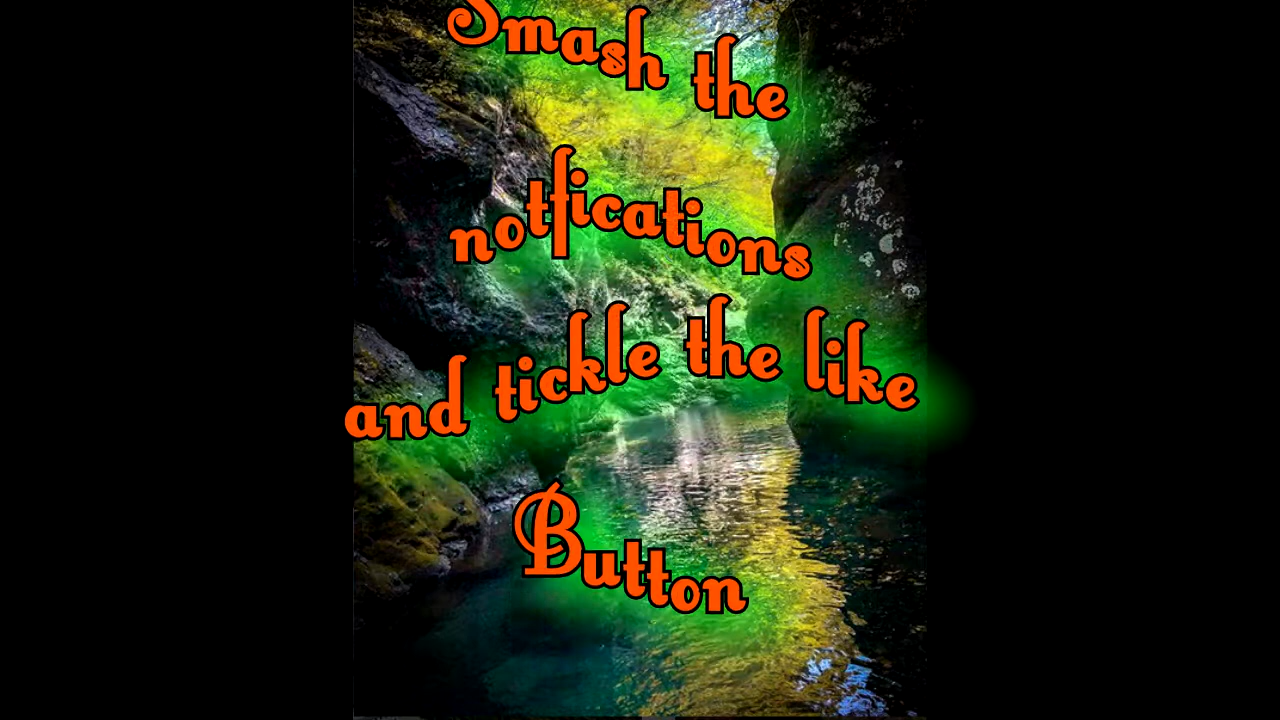 Smash the
notfications
and tickle the like
Button